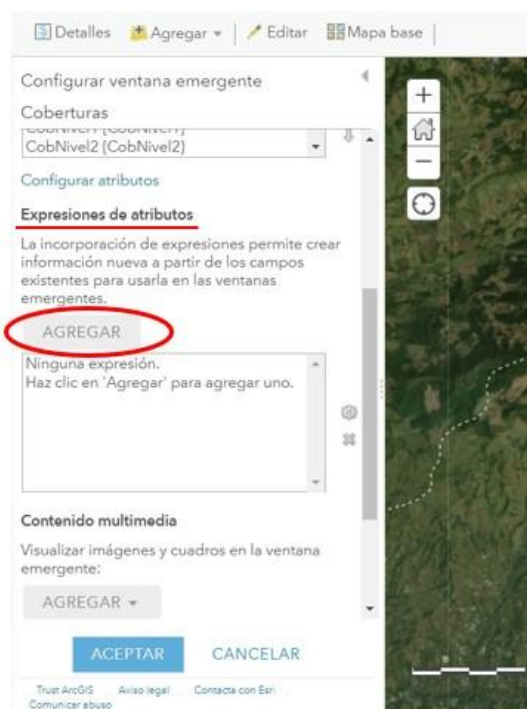 Detalles Agregar Editar Mapa base
Configurar ventana emergente
Coberturas
CobNivel1 {CobNivel1}
CobNivel2 {CobNivel2}
Configurar atributos
Expresiones de atributos
La incorporación de expresiones permite crear
información nueva a partir de los campos
existentes para usarla en las ventanas
emergentes.
AGREGAR
Ninguna expresión.
Haz clic en 'Agregar' para agregar uno.
Contenido multimedia
Visualizar imágenes y cuadros en la ventana
emergente:
AGREGAR
ACEPTAR CANCELAR
Trust ArcGIS Aviso legal Contacta con Esri
Comunicar abuso